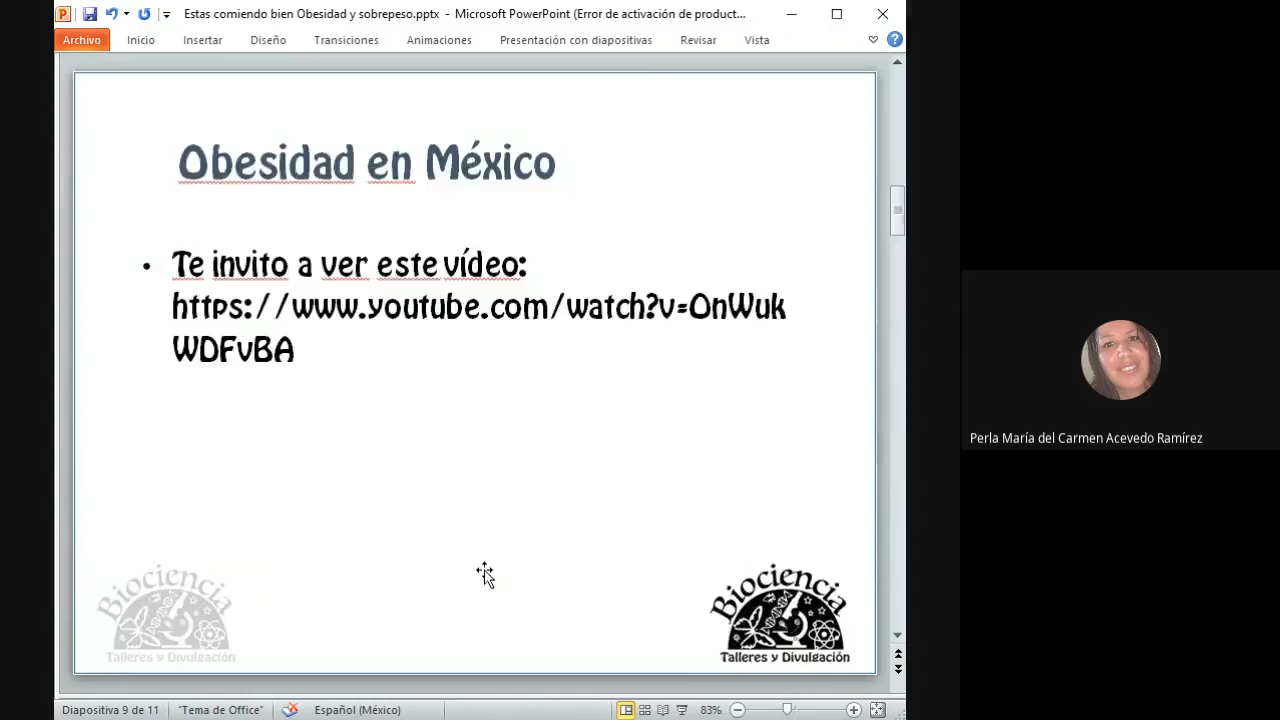 Estas comiendo bien Obesidad y sobrepeso.pptx - Microsoft PowerPoint (Error de activación de product...
Archivo Inicio Insertar Diseño Transiciones Animaciones Presentación con diapositivas Revisar Vista
Obesidad en México
• Te invito a ver este vídeo:
https://www.youtube.com/watch?v=OnWuk
WDFvBA
Perla María del Carmen Acevedo Ramírez
Biociencia
Talleres y Divulgación
Biociencia
Talleres y Divulgación
Diapositiva 9 de 11 "Tema de Office" Español (México) 83%